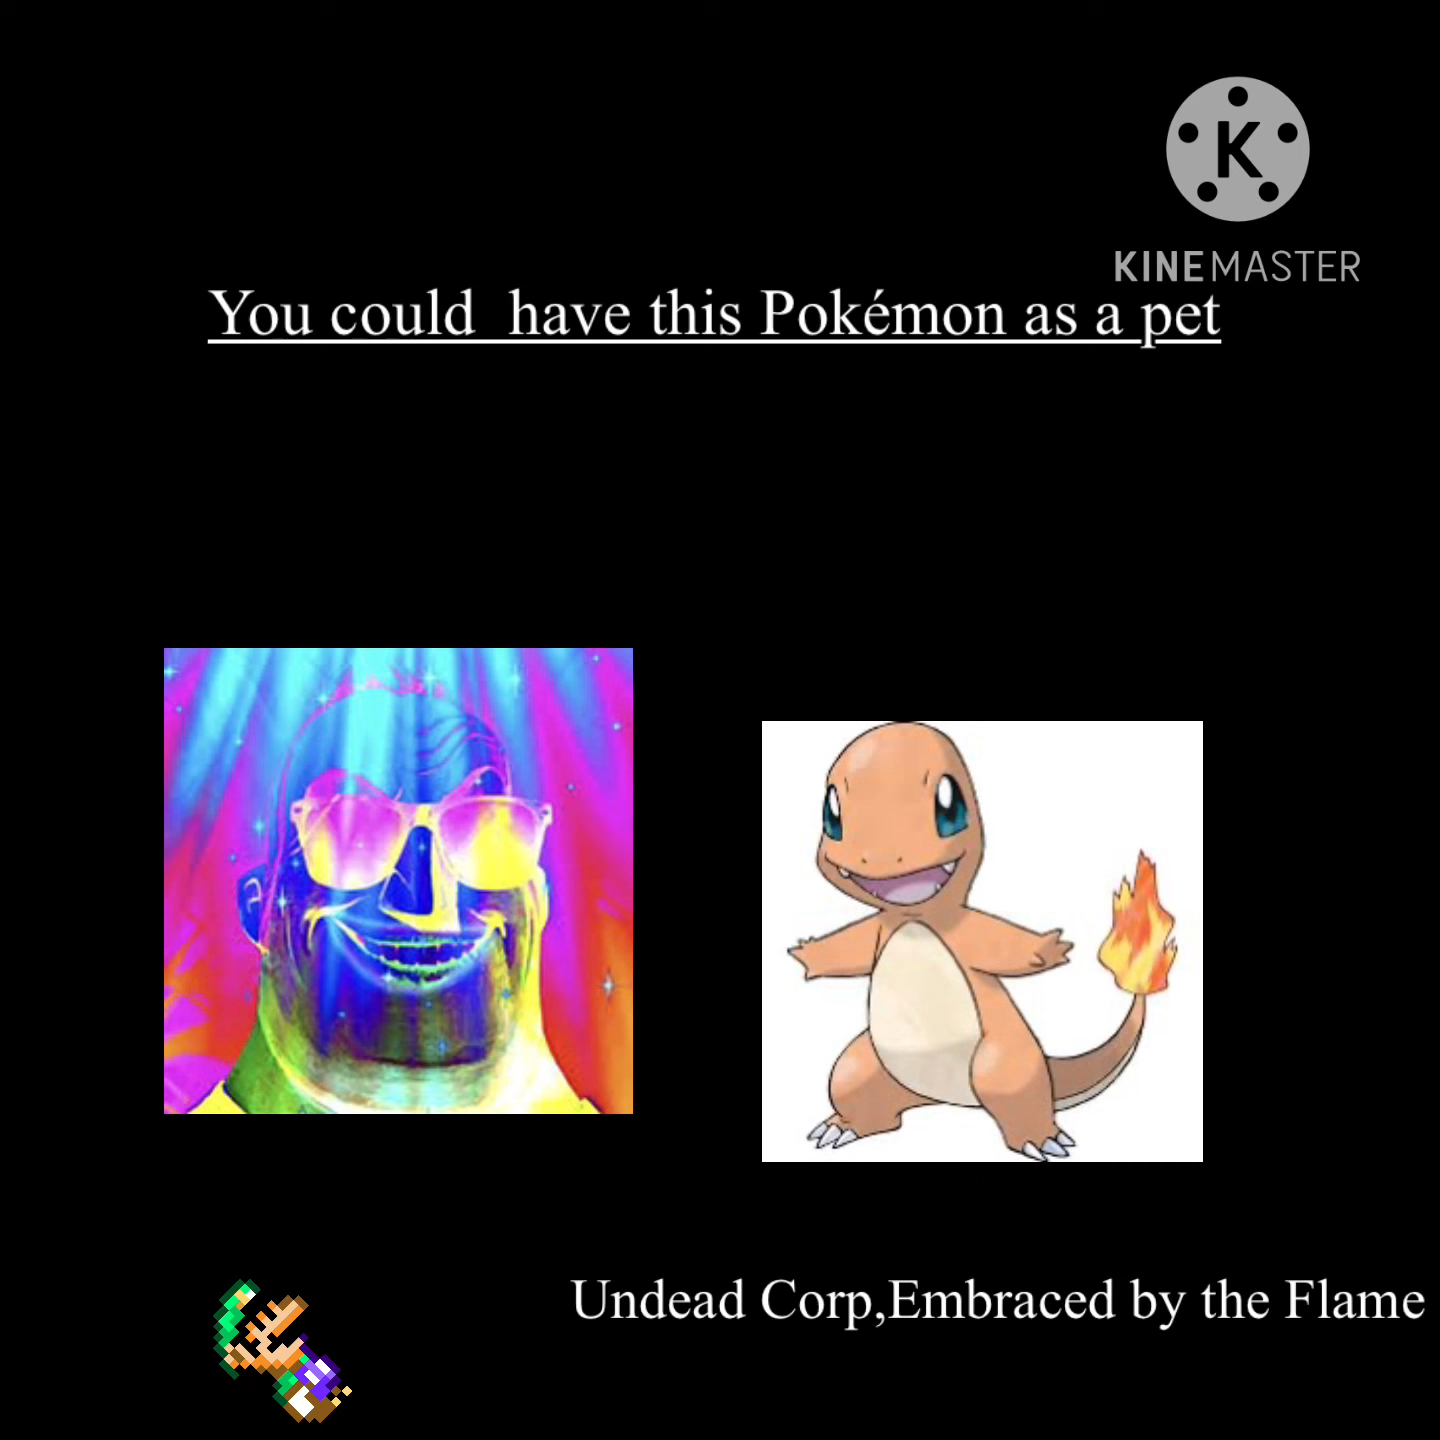 K
KINEMASTER
You could  have this Pokémon as a pet
Undead Corp,Embraced by the Flame